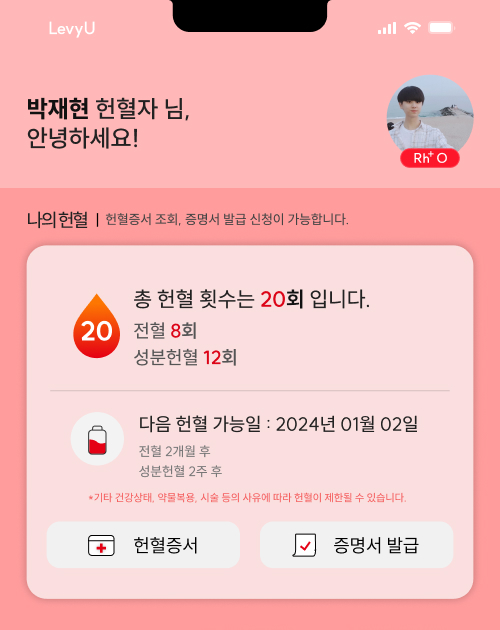 LevyU
박재현 헌혈자 님,
안녕하세요!
Rh+ O
나의헌혈 | 헌혈증서 조회, 증명서 발급 신청이 가능합니다.
20
총 헌혈 횟수는 20회 입니다.
전혈 8회
성분헌혈 12회
다음 헌혈 가능일 : 2024년 01월 02일
전혈 2개월 후
성분헌혈 2주 후
*기타 건강상태, 약물복용, 시술 등의 사유에 따라 헌혈이 제한될 수 있습니다.
헌혈증서
증명서 발급